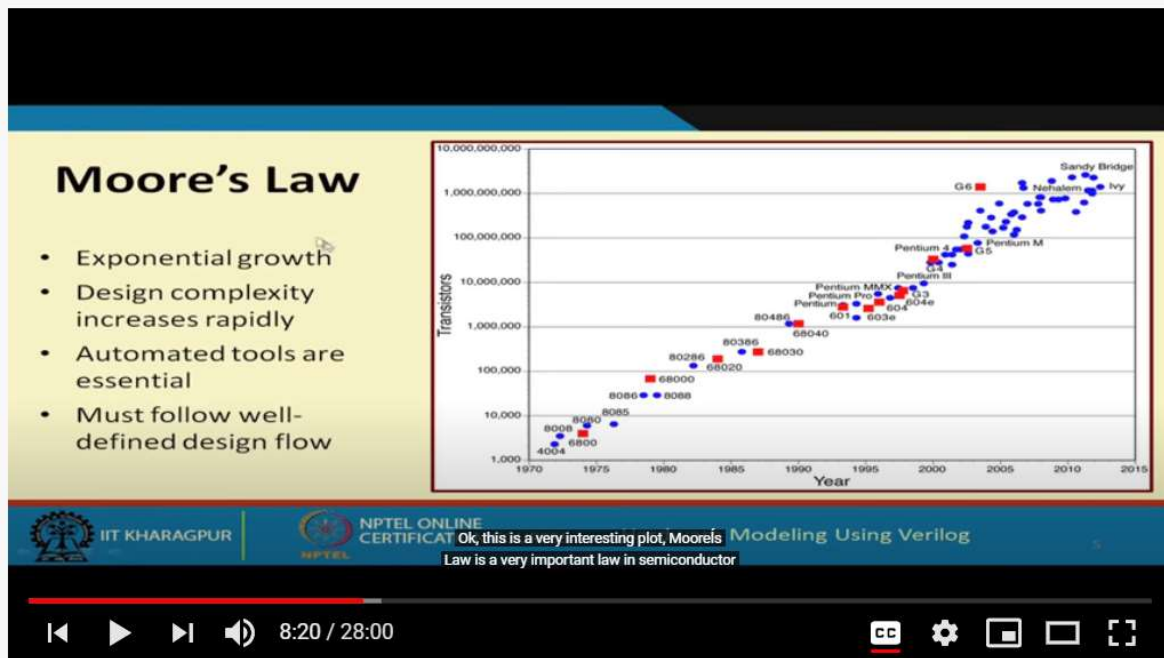 Moore's Law
• Exponential growth
• Design complexity
increases rapidly
• Automated tools are
essential
• Must follow well-
defined design flow
Transistors
10,000,000,000
1,000,000,000
100,000,000
10,000,000
1,000,000
100,000
10,000
1,000
Sandy Bridge
G6
Nehalem
Ivy
Pentium 4
Pentium M
G5
G4
Pentium III
Pentium MMX
G3
Pentium Pro
604e
Pentium
604
601
603e
80486
68040
80386
68030
80286
68020
68000
8086
8088
8085
8080
8008
6800
4004
1970 1975 1980 1985 1990 1995 2000 2005 2010 2015
Year
IIT KHARAGPUR
NPTEL
NPTEL ONLINE
Modeling Using Verilog
5
Ok, this is a very interesting plot, Mooreís
Law is a very important law in semiconductor
8:20 / 28:00
CC